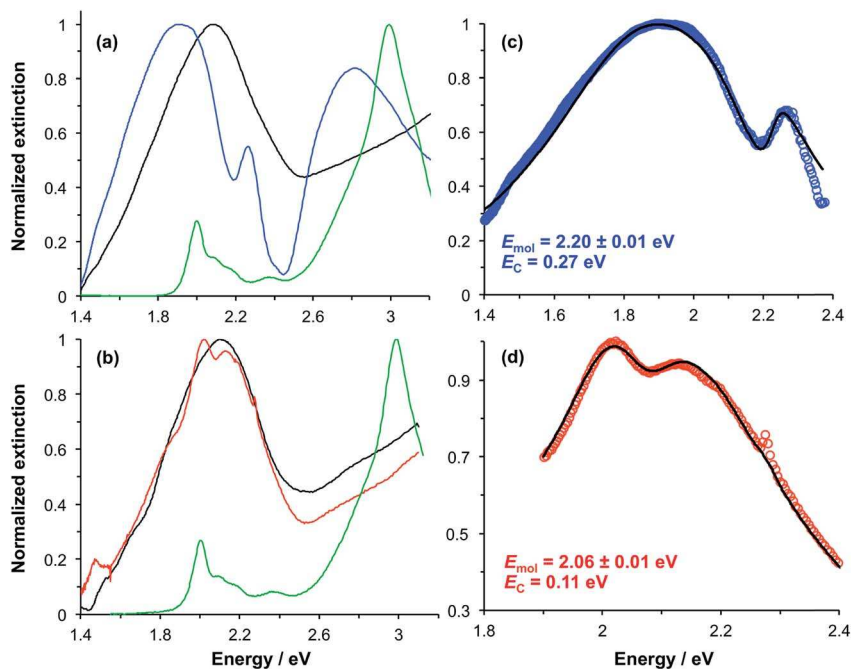 (a)
Normalized extinction
1
0.8
0.6
0.4
0.2
0
1.4 1.8 2.2 2.6 3
(c)
1
0.8
0.6
0.4
0.2
0
E_mol = 2.20 ± 0.01 eV
E_C = 0.27 eV
1.4 1.6 1.8 2 2.2 2.4
(b)
Normalized extinction
1
0.8
0.6
0.4
0.2
0
1.4 1.8 2.2 2.6 3
Energy / eV
(d)
0.9
0.7
0.5
0.3
E_mol = 2.06 ± 0.01 eV
E_C = 0.11 eV
1.8 2 2.2 2.4
Energy / eV